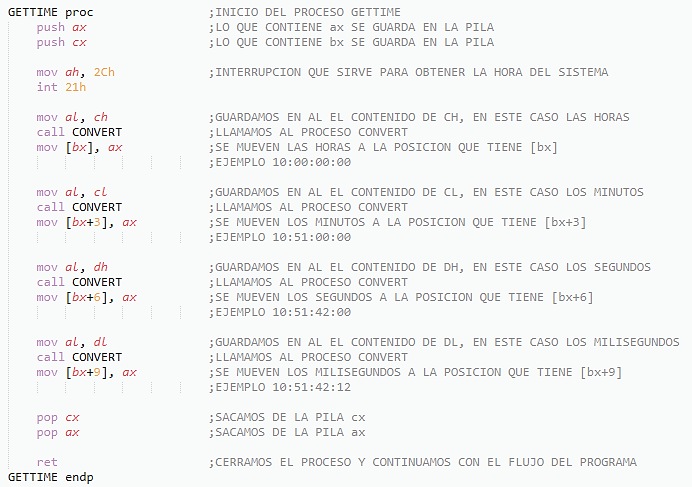 GETTIME proc ;INICIO DEL PROCESO GETTIME
push ax ;LO QUE CONTIENE ax SE GUARDA EN LA PILA
push cx ;LO QUE CONTIENE bx SE GUARDA EN LA PILA
mov ah, 2Ch ;INTERRUPCION QUE SIRVE PARA OBTENER LA HORA DEL SISTEMA
int 21h
mov al, ch ;GUARDAMOS EN AL EL CONTENIDO DE CH, EN ESTE CASO LAS HORAS
call CONVERT ;LLAMAMOS AL PROCESO CONVERT
mov [bx], ax ;SE MUEVEN LAS HORAS A LA POSICION QUE TIENE [bx]
;EJEMPLO 10:00:00:00
mov al, cl ;GUARDAMOS EN AL EL CONTENIDO DE CL, EN ESTE CASO LOS MINUTOS
call CONVERT ;LLAMAMOS AL PROCESO CONVERT
mov [bx+3], ax ;SE MUEVEN LOS MINUTOS A LA POSICION QUE TIENE [bx+3]
;EJEMPLO 10:51:00:00
mov al, dh ;GUARDAMOS EN AL EL CONTENIDO DE DH, EN ESTE CASO LOS SEGUNDOS
call CONVERT ;LLAMAMOS AL PROCESO CONVERT
mov [bx+6], ax ;SE MUEVEN LOS SEGUNDOS A LA POSICION QUE TIENE [bx+6]
;EJEMPLO 10:51:42:00
mov al, dl ;GUARDAMOS EN AL EL CONTENIDO DE DL, EN ESTE CASO LOS MILISEGUNDOS
call CONVERT ;LLAMAMOS AL PROCESO CONVERT
mov [bx+9], ax ;SE MUEVEN LOS MILISEGUNDOS A LA POSICION QUE TIENE [bx+9]
;EJEMPLO 10:51:42:12
pop cx ;SACAMOS DE LA PILA cx
pop ax ;SACAMOS DE LA PILA ax
ret ;CERRAMOS EL PROCESO Y CONTINUAMOS CON EL FLUJO DEL PROGRAMA
GETTIME endp